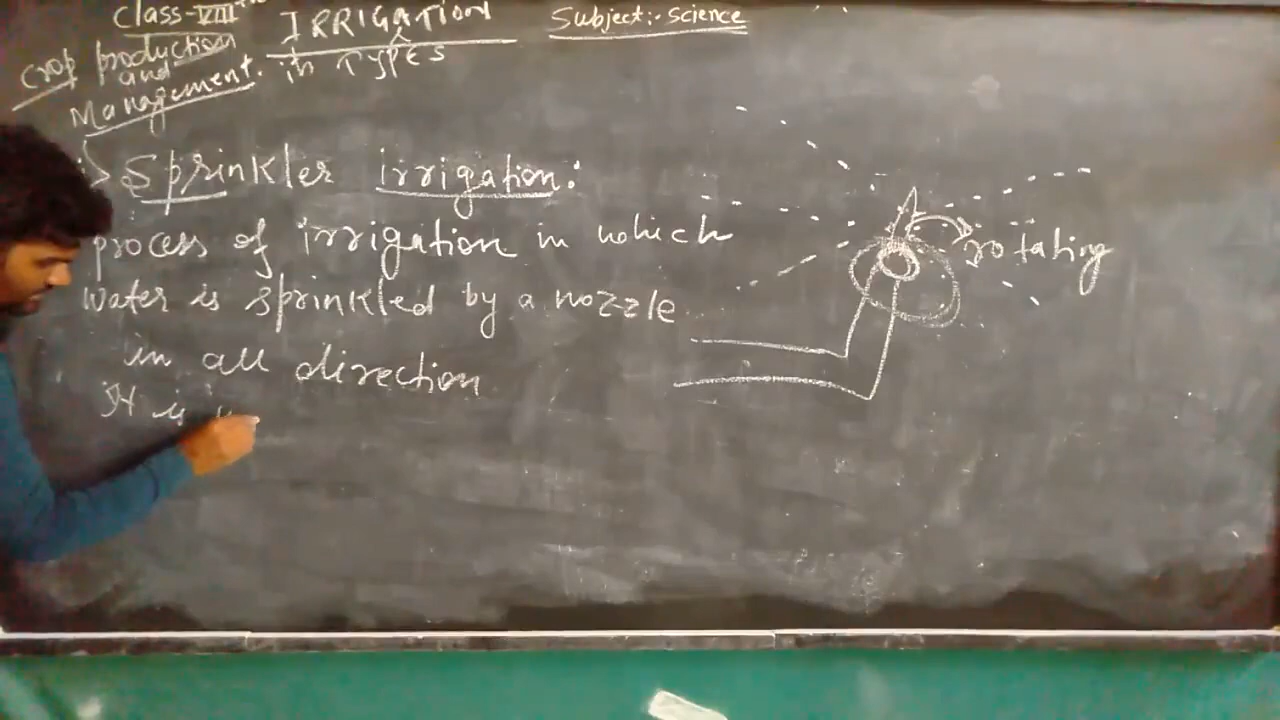 Class-VIIIth
IRRIGATION
Subject:- Science
Crop production
and
Management.
in TYPES
> Sprinkler irrigation:
process of irrigation in which
water is sprinkled by a nozzle
in all direction
It is
rotating